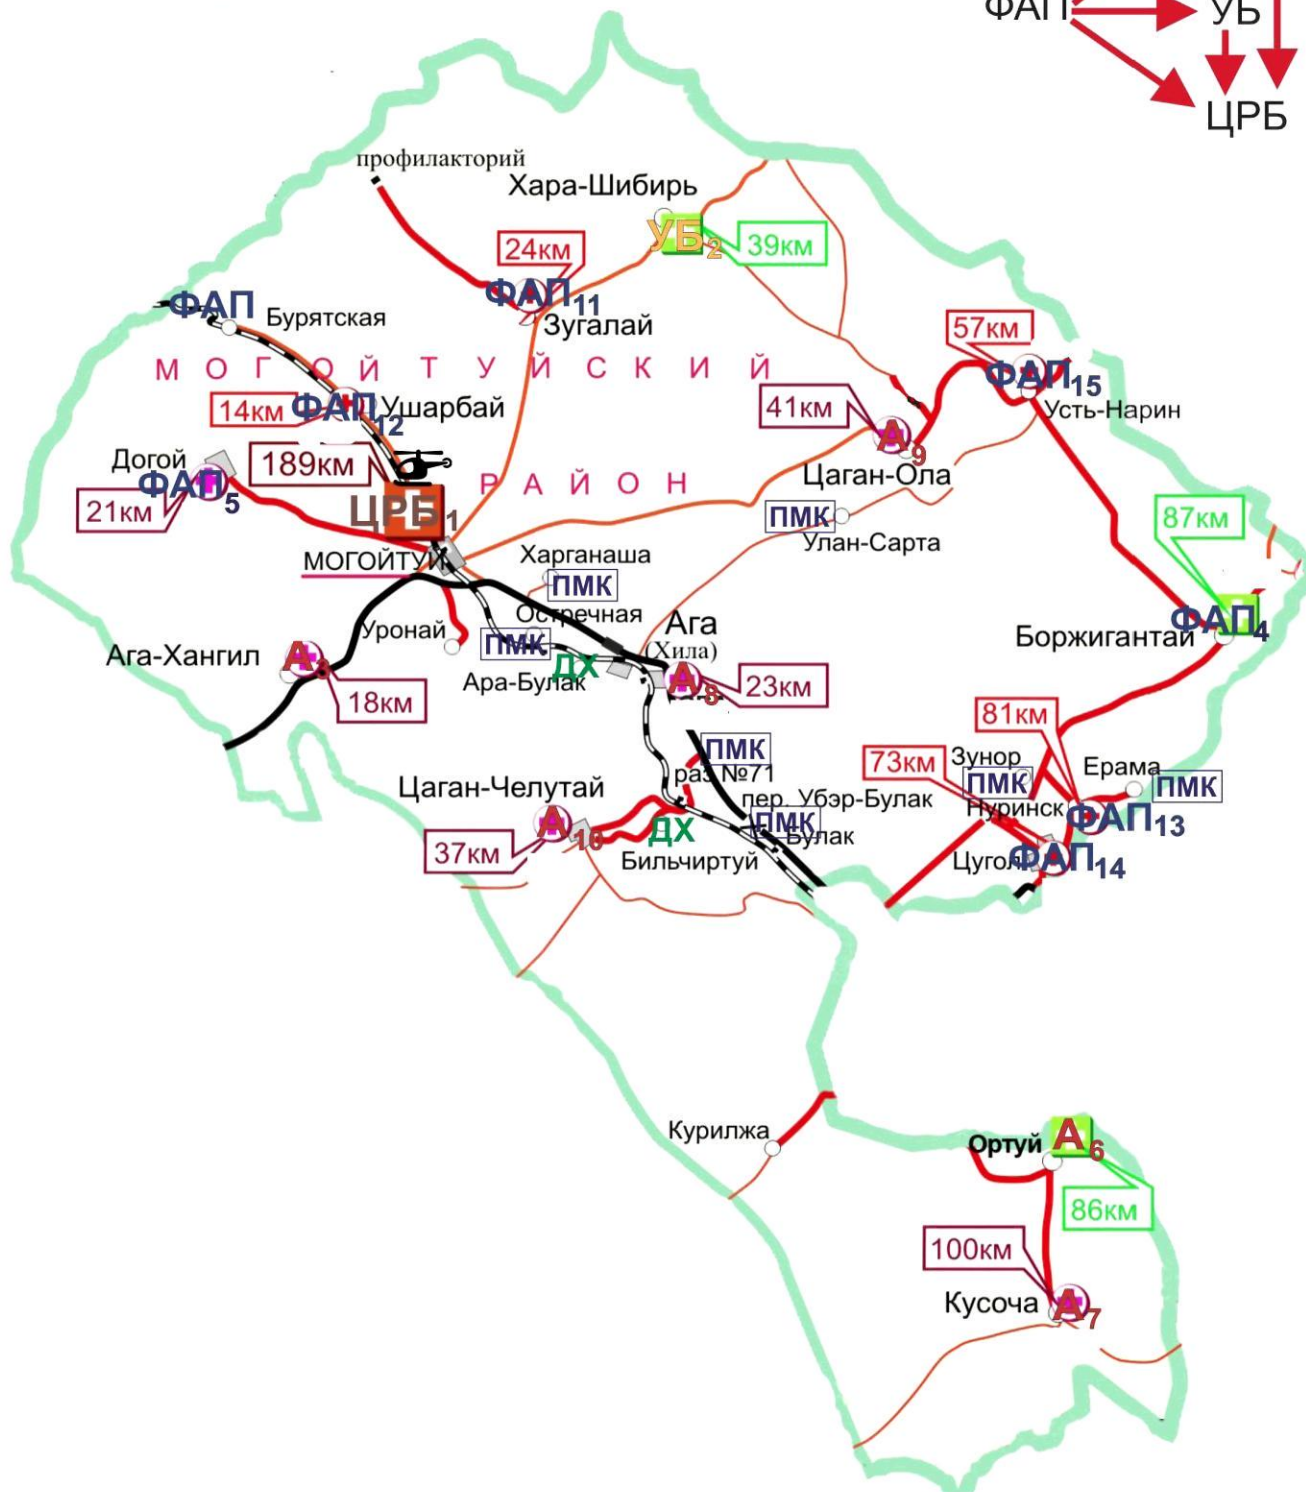 ФАП
УБ
ЦРБ
профилакторий
Хара-Шибирь
УБ2
39км
24км
ФАП11
Зугалай
ФАП
Бурятская
МОГОЙТУЙСКИЙ
57км
ФАП15
Усть-Нарин
14км
ФАП12
Ушарбай
41км
А9
Цаган-Ола
Догой
ФАП5
21км
189км
ЦРБ1
РАЙОН
ПМК
Улан-Сарта
87км
ФАП4
Боржигантай
МОГОЙТУЙ
Харганаша
ПМК
Остречная
Уронай
ПМК
Ага
(Хила)
Ага-Хангил
А
18км
Ара-Булак
ДХ
А8
23км
81км
ПМК
раз №71
73км
Зунор
ПМК
Ерама
ПМК
Цаган-Челутай
пер. Убэр-Булак
Нуринск
ФАП13
А10
ДХ
ПМК
Булак
37км
Бильчиртуй
Цугол
ФАП14
Курилжа
Ортуй
А6
86км
100км
Кусоча
А7